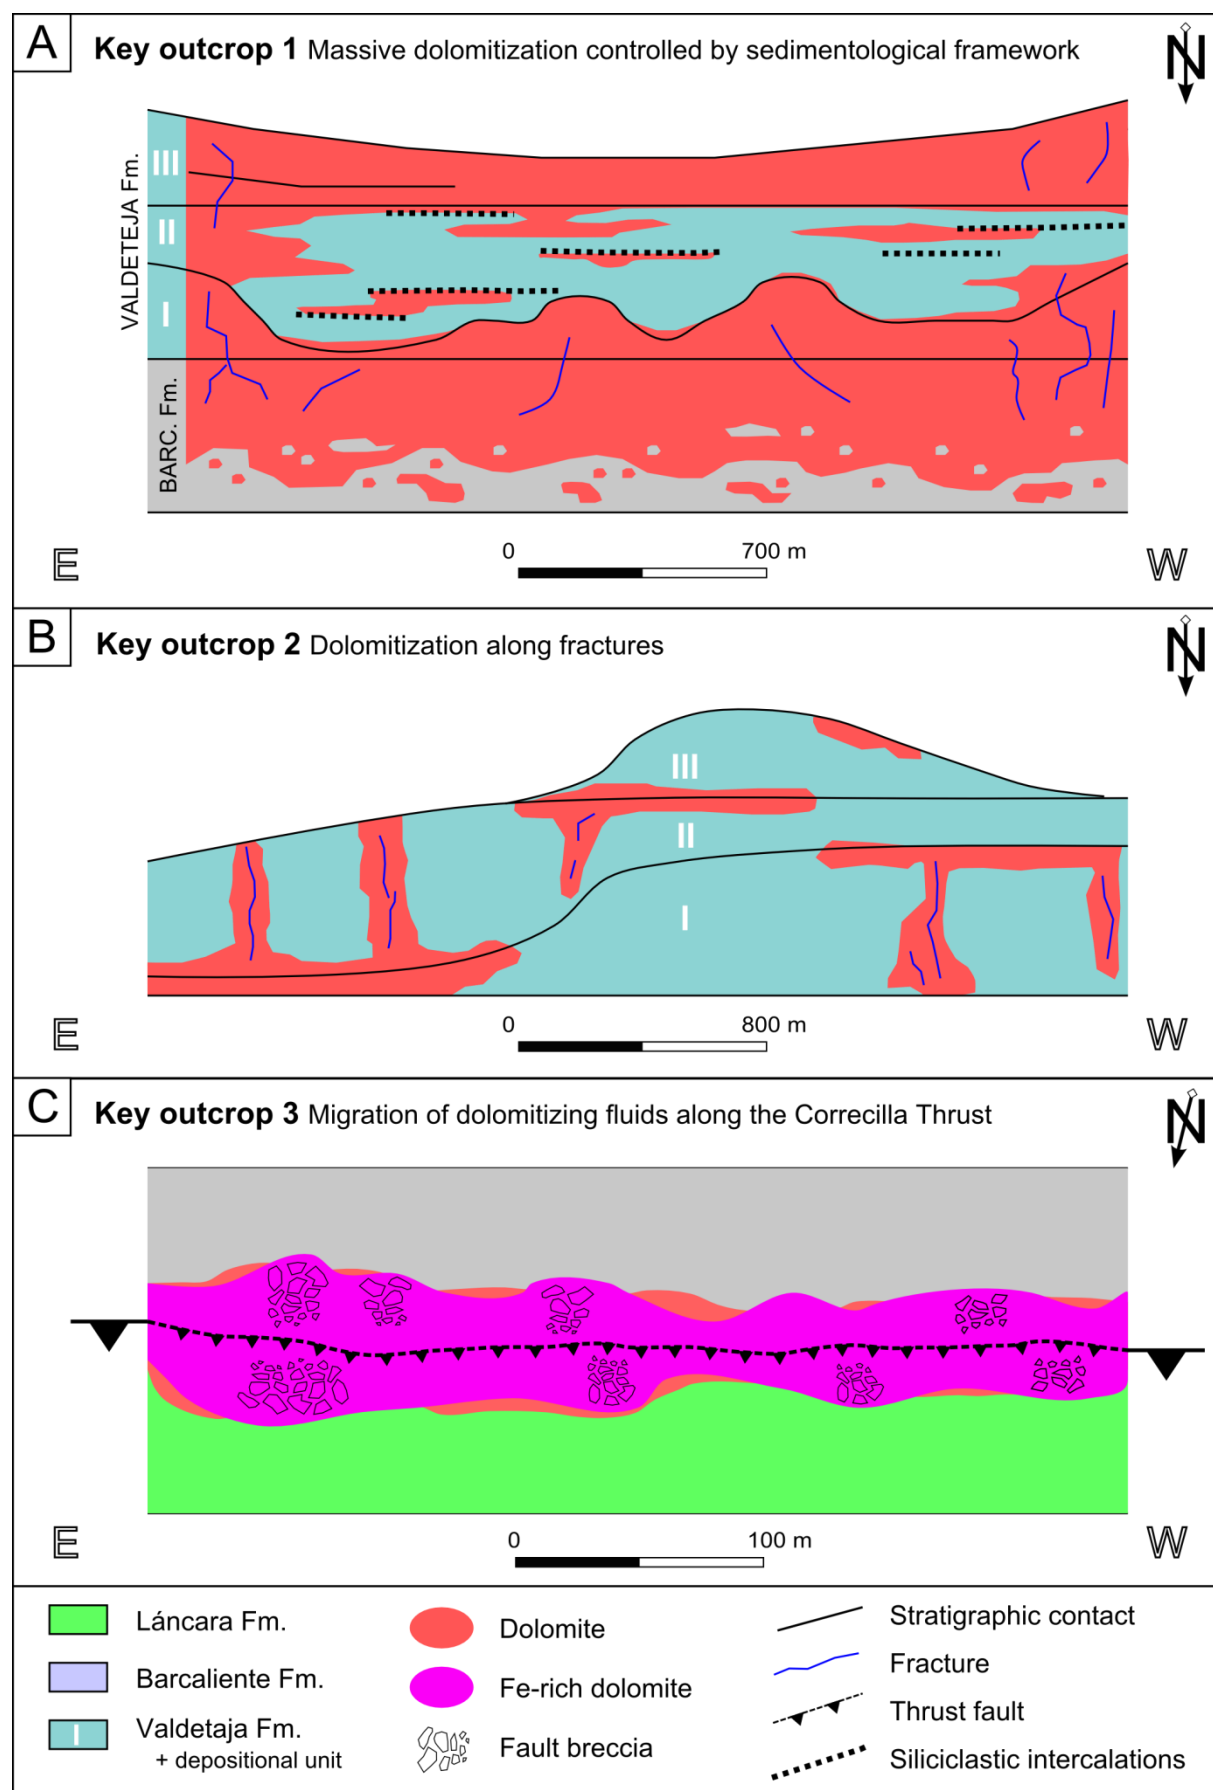 A
Key outcrop 1 Massive dolomitization controlled by sedimentological framework
N
VALDETEJA Fm.
III
II
I
BARC. Fm.
E
0 700 m
W
B
Key outcrop 2 Dolomitization along fractures
N
III
II
I
E
0 800 m
W
C
Key outcrop 3 Migration of dolomitizing fluids along the Correcilla Thrust
N
E
0 100 m
W
Láncara Fm.
Barcaliente Fm.
I
Valdetaja Fm.
+ depositional unit
Dolomite
Fe-rich dolomite
Fault breccia
Stratigraphic contact
Fracture
Thrust fault
Siliciclastic intercalations